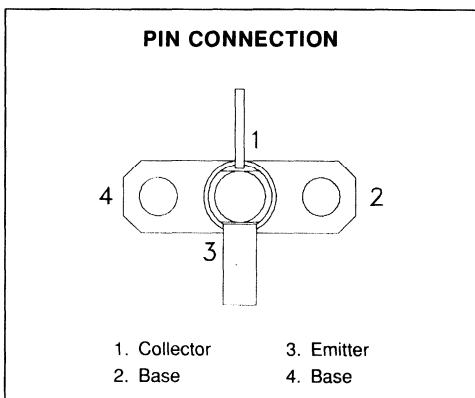 PIN CONNECTION
1
4
2
3
1. Collector
3. Emitter
2. Base
4. Base